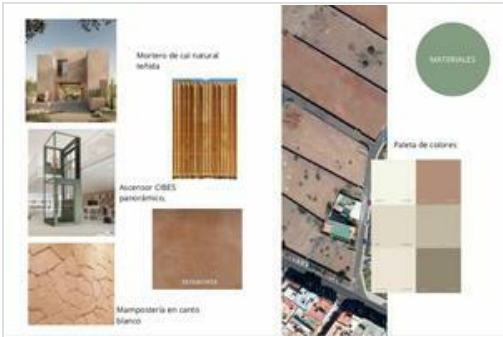 Mortero de cal natural
teñida
Ascensor CIBES
panorámico,
Mampostería en canto
blanco
MATERIALES
Paleta de colores